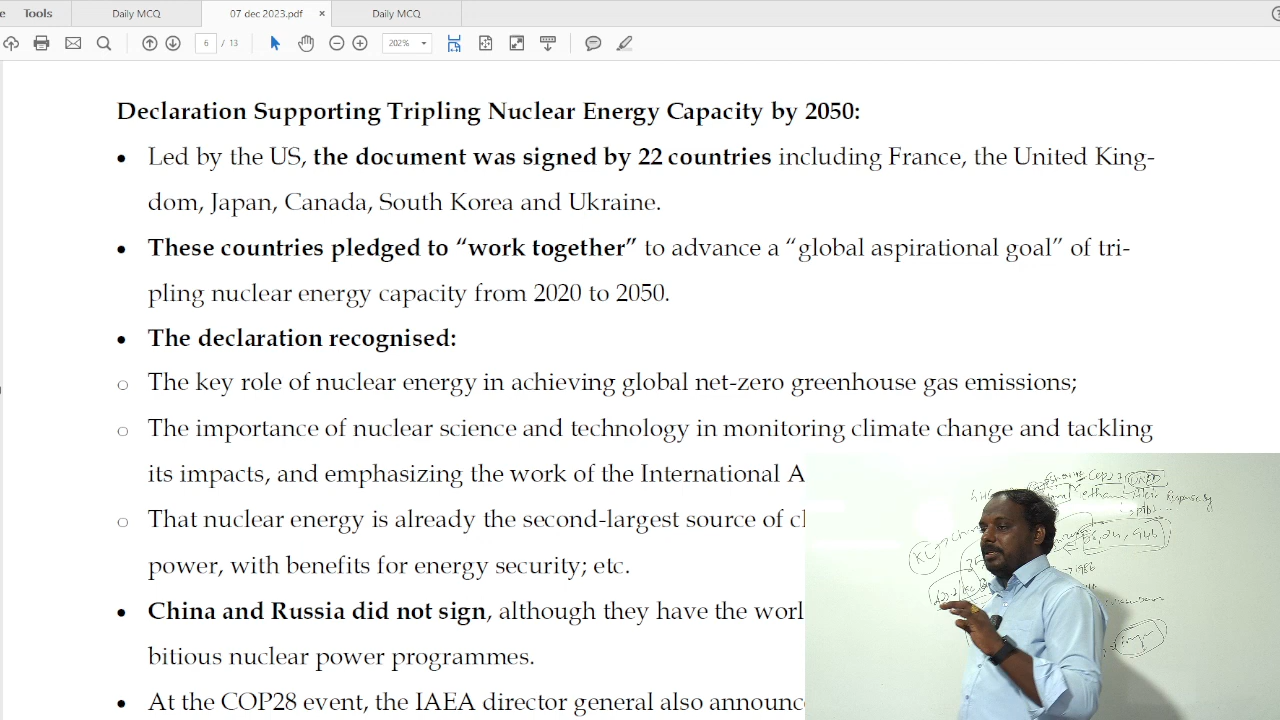 Tools
Daily MCQ
07 dec 2023.pdf
×
Daily MCQ
6 / 13
202%
Declaration Supporting Tripling Nuclear Energy Capacity by 2050:
• Led by the US, the document was signed by 22 countries including France, the United King-
dom, Japan, Canada, South Korea and Ukraine.
• These countries pledged to “work together” to advance a “global aspirational goal” of tri-
pling nuclear energy capacity from 2020 to 2050.
• The declaration recognised:
○ The key role of nuclear energy in achieving global net-zero greenhouse gas emissions;
○ The importance of nuclear science and technology in monitoring climate change and tackling
its impacts, and emphasizing the work of the International A
○ That nuclear energy is already the second-largest source of cl
power, with benefits for energy security; etc.
• China and Russia did not sign, although they have the worl
bitious nuclear power programmes.
• At the COP28 event, the IAEA director general also announc